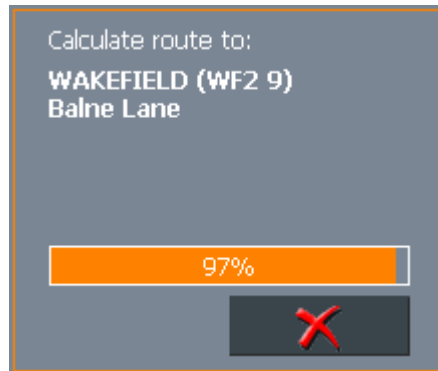 Calculate route to:
WAKEFIELD (WF2 9)
Balne Lane
97%